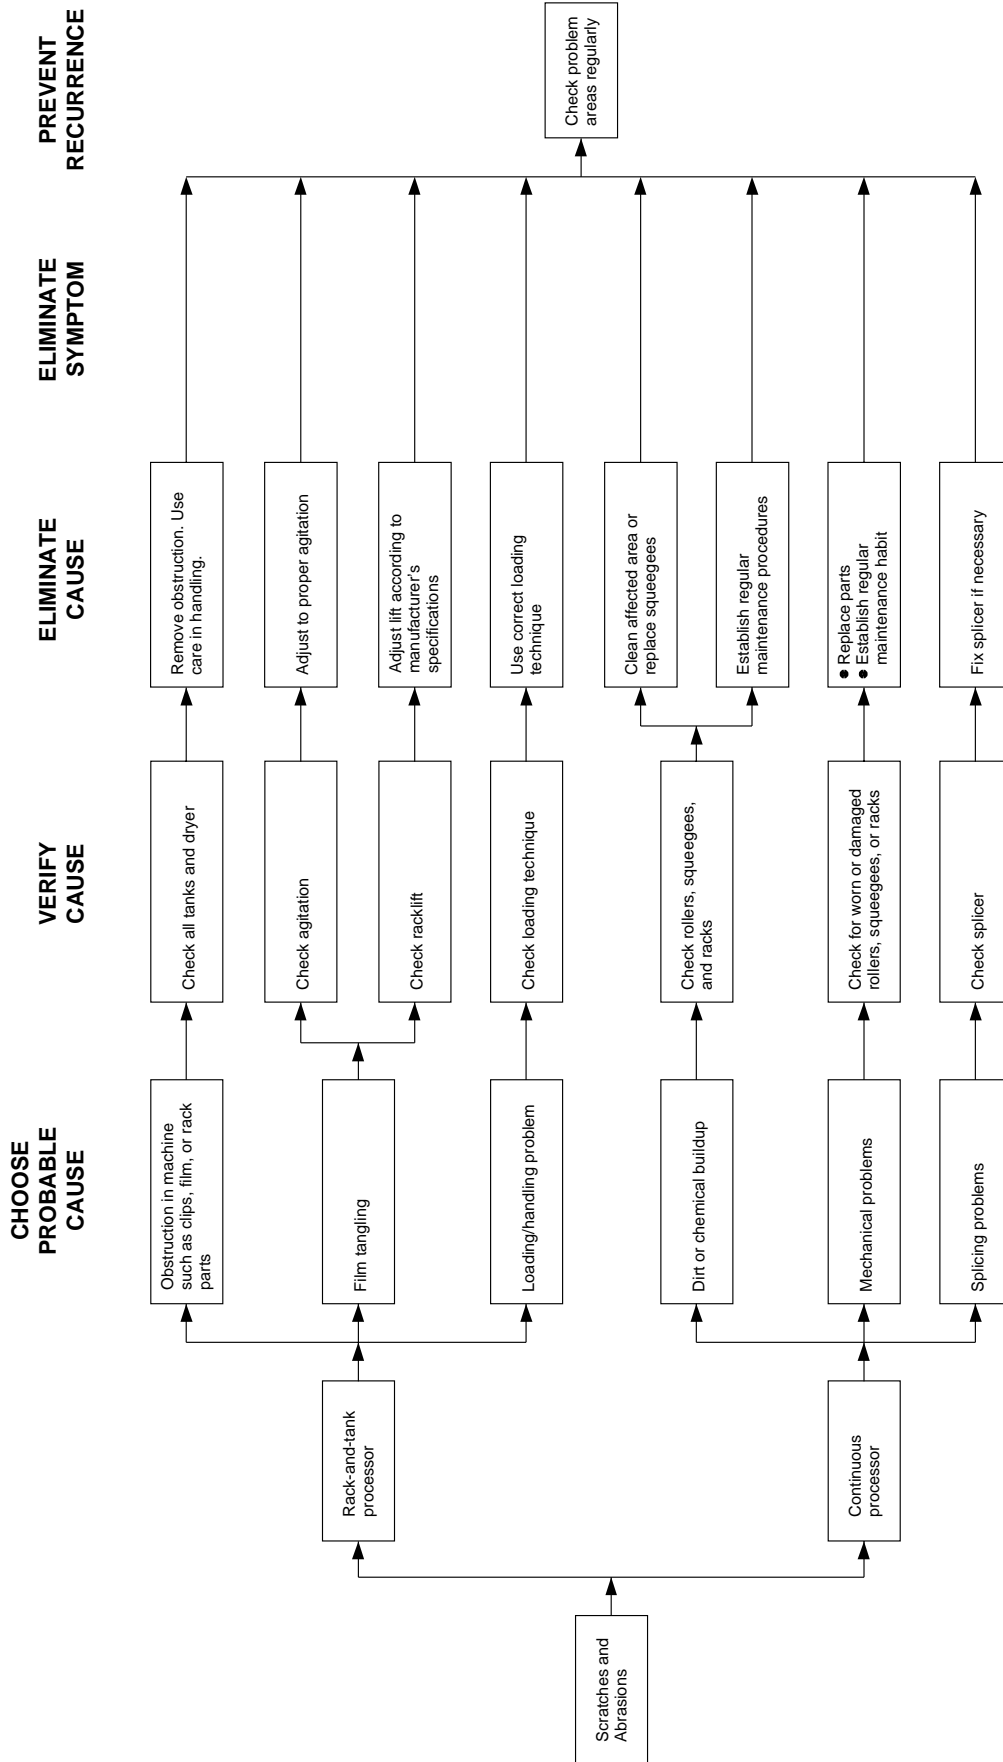 CHOOSE
PROBABLE
CAUSE
VERIFY
CAUSE
ELIMINATE
CAUSE
ELIMINATE
SYMPTOM
PREVENT
RECURRENCE
Scratches and
Abrasions
Rack-and-tank
processor
Continuous
processor
Obstruction in machine
such as clips, film, or rack
parts
Film tangling
Loading/handling problem
Dirt or chemical buildup
Mechanical problems
Splicing problems
Check all tanks and dryer
Check agitation
Check racklift
Check loading technique
Check rollers, squeegees,
and racks
Check for worn or damaged
rollers, squeegees, or racks
Check splicer
Remove obstruction. Use
care in handling.
Adjust to proper agitation
Adjust lift according to
manufacturer's
specifications
Use correct loading
technique
Clean affected area or
replace squeegees
Establish regular
maintenance procedures
● Replace parts
● Establish regular
maintenance habit
Fix splicer if necessary
Check problem
areas regularly